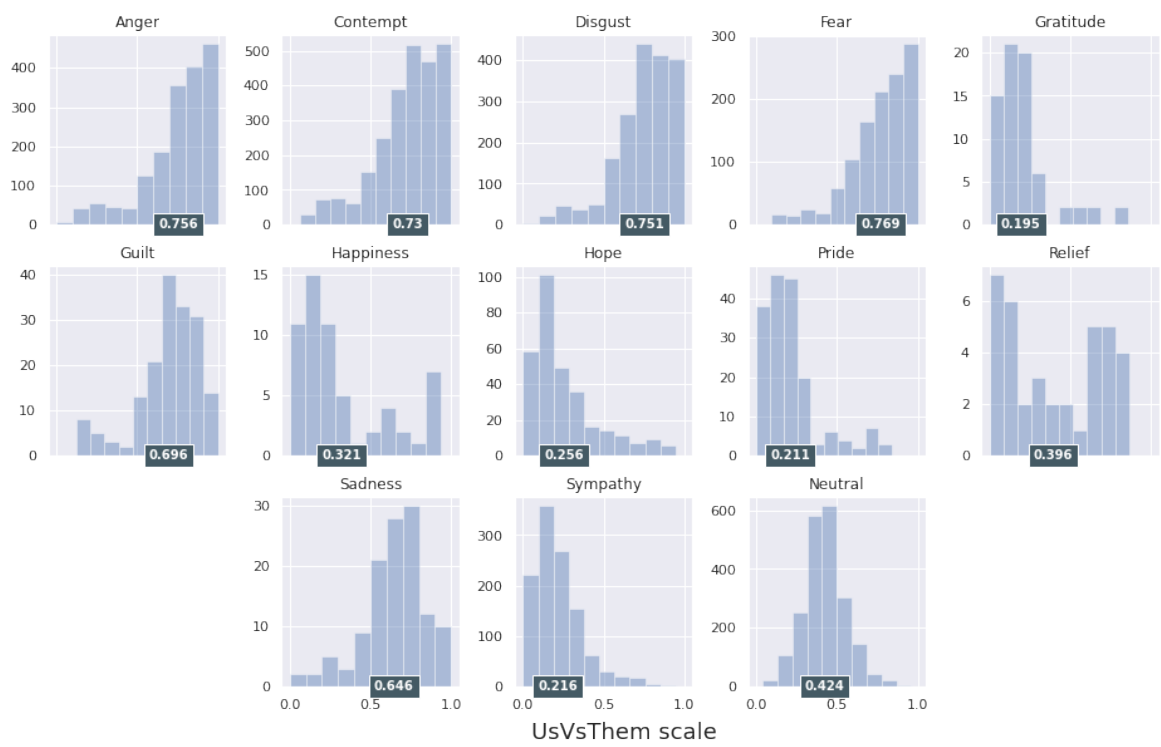 Anger Contempt Disgust Fear Gratitude
400 300 200 100 0 0.756
500 400 300 200 100 0 0.73
400 300 200 100 0 0.751
300 200 100 0 0.769
20 15 10 5 0 0.195
Guilt Happiness Hope Pride Relief
40 30 20 10 0 0.696
15 10 5 0 0.321
100 80 60 40 20 0 0.256
40 30 20 10 0 0.211
6 4 2 0 0.396
Sadness Sympathy Neutral
30 20 10 0 0.646
300 200 100 0 0.216
600 400 200 0 0.424
0.0 0.5 1.0 0.0 0.5 1.0 0.0 0.5 1.0
UsVsThem scale